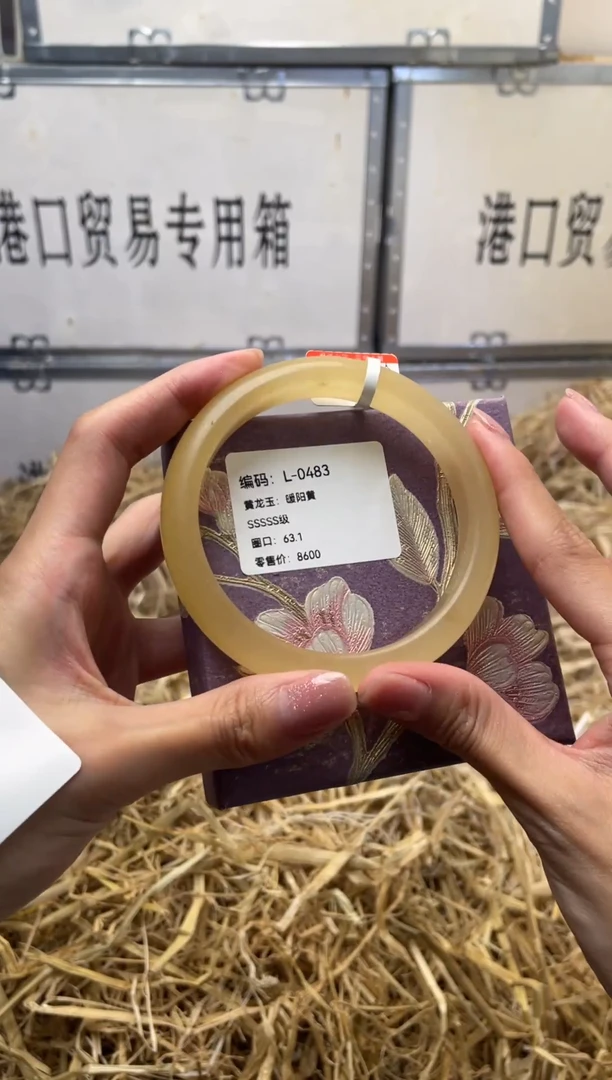 港口贸易专用箱
港口贸
编码：L-0483
黄龙玉：暖阳黄
SSSSS级
圈口：63.1
零售价：8600